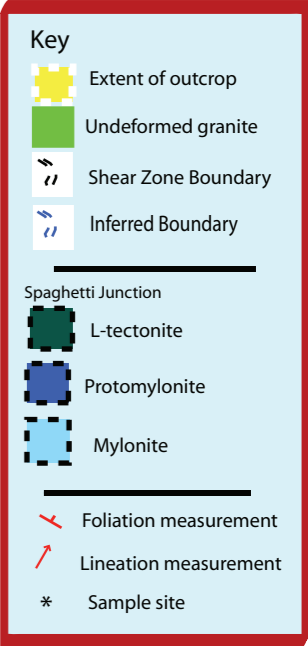 Key
Extent of outcrop
Undeformed granite
Shear Zone Boundary
Inferred Boundary
Spaghetti Junction
L-tectonite
Protomylonite
Mylonite
Foliation measurement
Lineation measurement
* Sample site